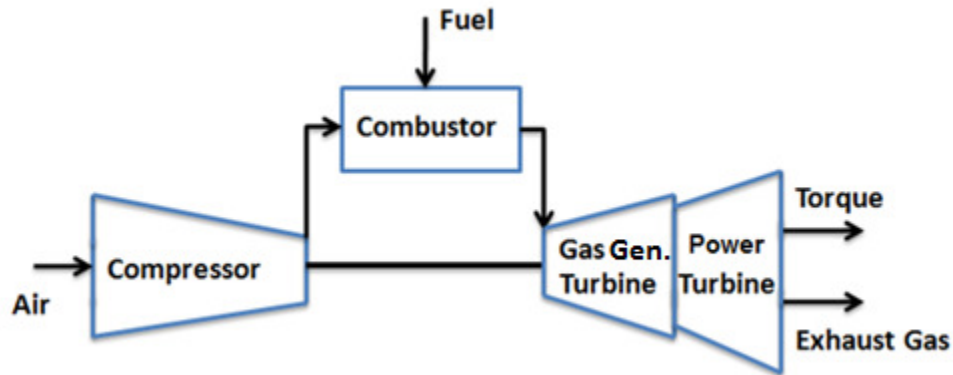 Fuel
Combustor
Air
Compressor
Gas Gen.
Turbine
Power
Turbine
Torque
Exhaust Gas